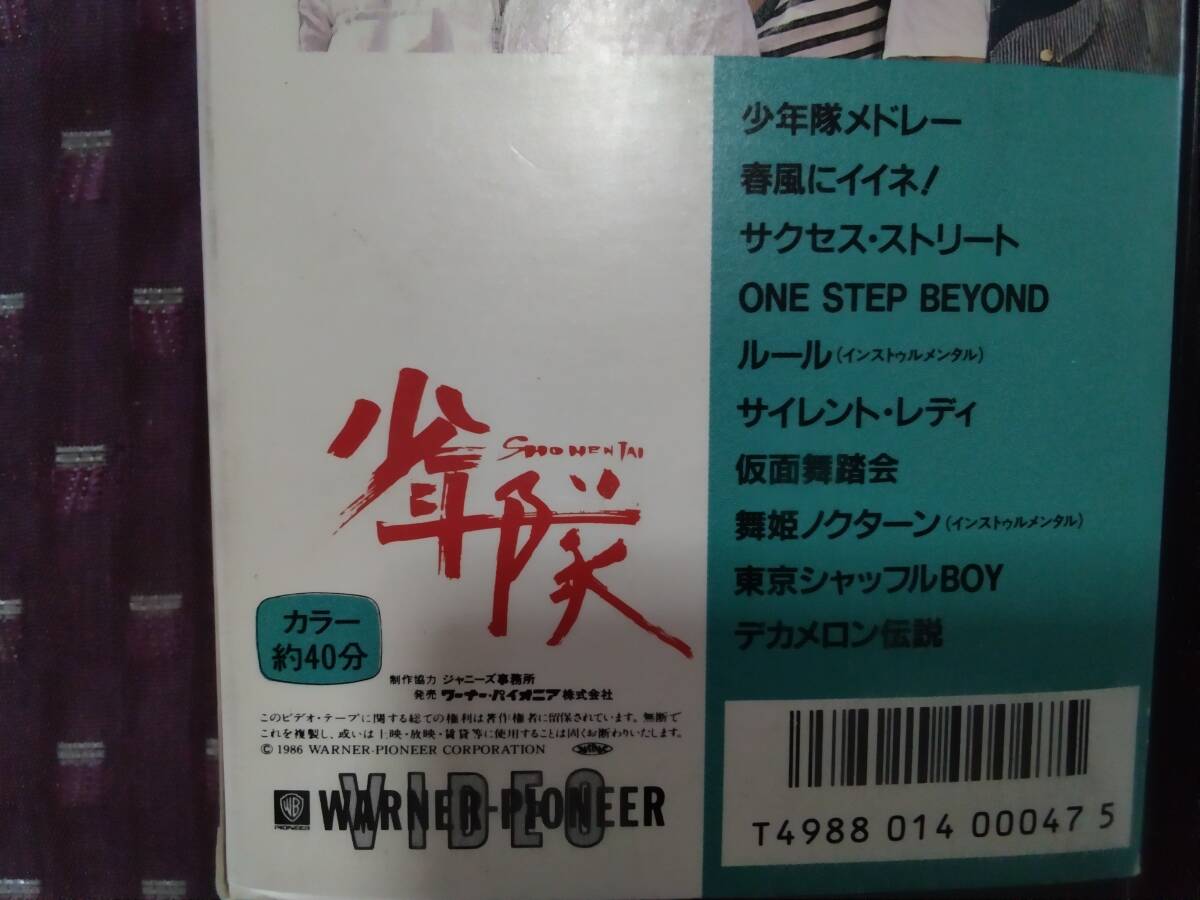 少年隊メドレー
春風にイイネ!
サクセス・ストリート
ONE STEP BEYOND
ルール(インストゥルメンタル)
サイレント・レディ
仮面舞踏会
舞姫ノクターン(インストゥルメンタル)
東京シャッフルBOY
デカメロン伝説
少年隊
SHONENTAI
カラー
約40分
制作協力 ジャニーズ事務所
発売 ワーナー・パイオニア株式会社
このビデオ・テープに関する総ての権利は著作権者に留保されています。無断で
これを複製し、或いは上映・放映・賃貸等に使用することは固くお断わりいたします。
© 1986 WARNER-PIONEER CORPORATION
WB
PIONEER
WARNER-PIONEER
VIDEO
T4988 014 00047 5